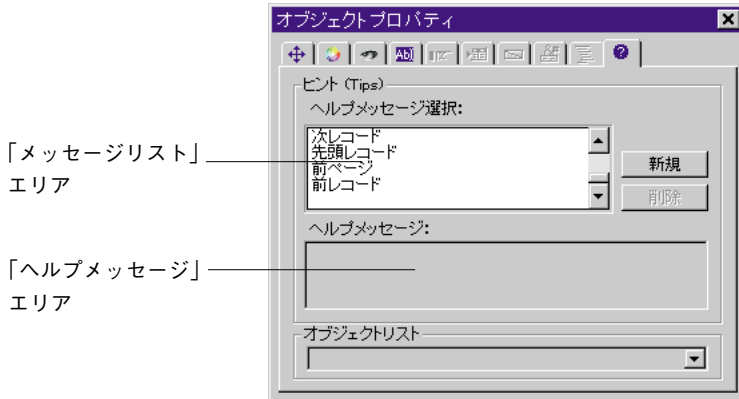 オブジェクトプロパティ
ヒント (Tips)
ヘルプメッセージ選択:
次レコード
先頭レコード
前ページ
前レコード
新規
削除
ヘルプメッセージ:
オブジェクトリスト
「メッセージリスト」
エリア
「ヘルプメッセージ」
エリア